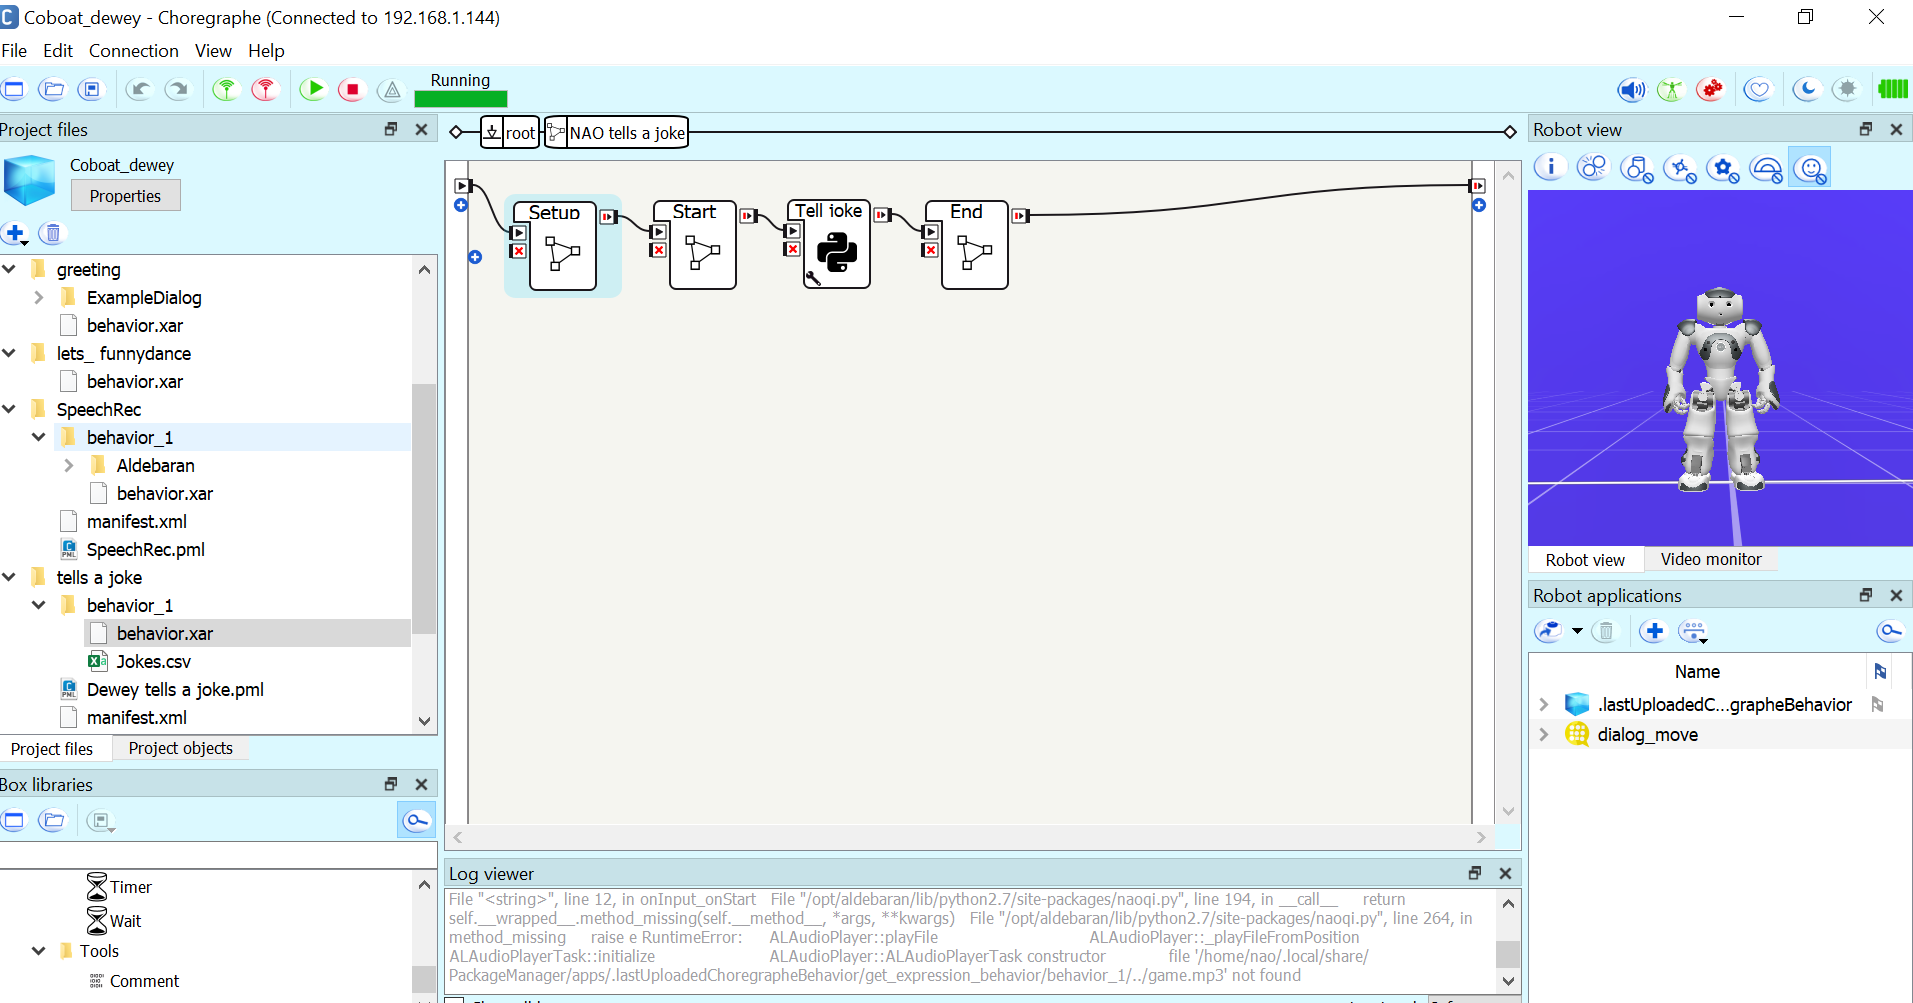 Coboat_dewey - Choregraphe (Connected to 192.168.1.144)
File Edit Connection View Help
Running
Project files
Coboat_dewey
Properties
greeting
ExampleDialog
behavior.xar
lets_ funnydance
behavior.xar
SpeechRec
behavior_1
Aldebaran
behavior.xar
manifest.xml
SpeechRec.pml
tells a joke
behavior_1
behavior.xar
Jokes.csv
Dewey tells a joke.pml
manifest.xml
Project files Project objects
Box libraries
Timer
Wait
Tools
Comment
root NAO tells a joke
Setup Start Tell joke End
Log viewer
File "<string>", line 12, in onInput_onStart File "/opt/aldebaran/lib/python2.7/site-packages/naoqi.py", line 194, in __call__ return
self.__wrapped__.method_missing(self.__method__, *args, **kwargs) File "/opt/aldebaran/lib/python2.7/site-packages/naoqi.py", line 264, in
method_missing raise e RuntimeError: ALAudioPlayer::playFile ALAudioPlayer::_playFileFromPosition
ALAudioPlayerTask::initialize ALAudioPlayer::ALAudioPlayerTask constructor file '/home/nao/.local/share/
PackageManager/apps/.lastUploadedChoregrapheBehavior/get_expression_behavior/behavior_1/../game.mp3' not found
Robot view
Robot view Video monitor
Robot applications
Name
.lastUploadedC...grapheBehavior
dialog_move